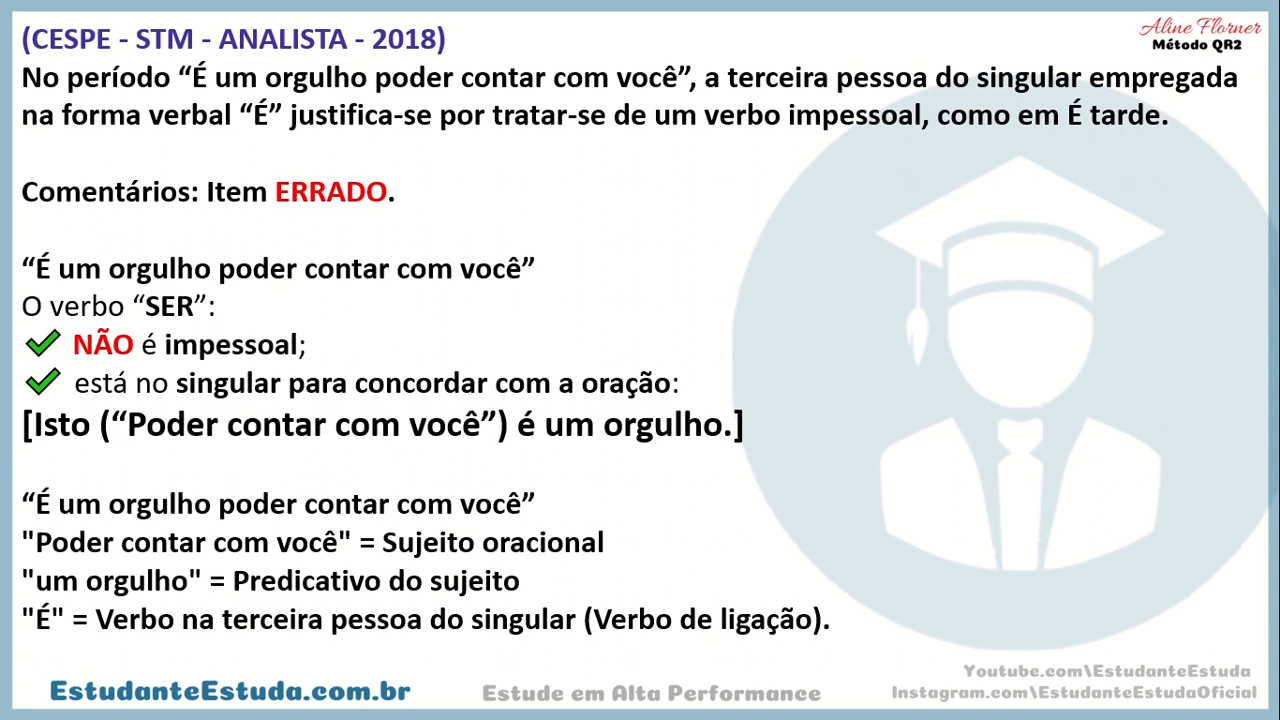 (CESPE - STM - ANALISTA - 2018)
Aline Florner
Método QR2
No período “É um orgulho poder contar com você”, a terceira pessoa do singular empregada
na forma verbal “É” justifica-se por tratar-se de um verbo impessoal, como em É tarde.
Comentários: Item ERRADO.
“É um orgulho poder contar com você”
O verbo “SER”:
NÃO é impessoal;
está no singular para concordar com a oração:
[Isto (“Poder contar com você”) é um orgulho.]
“É um orgulho poder contar com você”
"Poder contar com você" = Sujeito oracional
"um orgulho" = Predicativo do sujeito
"É" = Verbo na terceira pessoa do singular (Verbo de ligação).
EstudanteEstuda.com.br
Estude em Alta Performance
Youtube.com\EstudanteEstuda
Instagram.com\EstudanteEstudaOficial